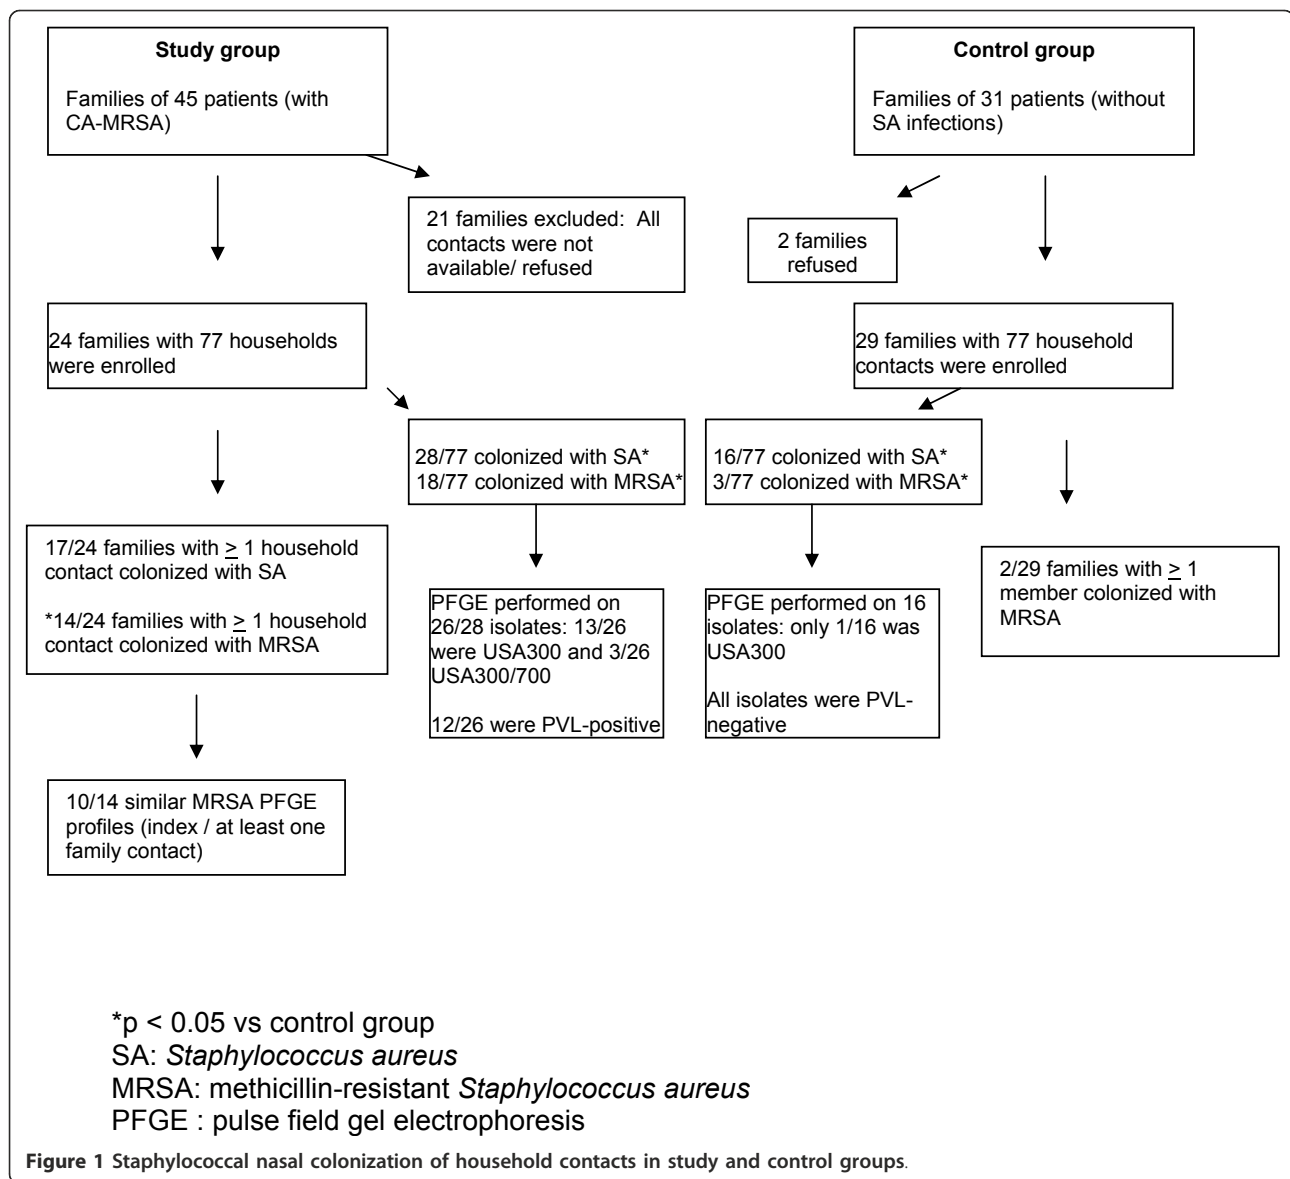 Study group
Families of 45 patients (with
CA-MRSA)
Control group
Families of 31 patients (without
SA infections)
21 families excluded: All
contacts were not
available/ refused
2 families
refused
24 families with 77 households
were enrolled
29 families with 77 household
contacts were enrolled
28/77 colonized with SA*
18/77 colonized with MRSA*
16/77 colonized with SA*
3/77 colonized with MRSA*
17/24 families with ≥ 1 household
contact colonized with SA
*14/24 families with ≥ 1 household
contact colonized with MRSA
PFGE performed on
26/28 isolates: 13/26
were USA300 and 3/26
USA300/700
12/26 were PVL-positive
PFGE performed on 16
isolates: only 1/16 was
USA300
All isolates were PVL-
negative
2/29 families with ≥ 1
member colonized with
MRSA
10/14 similar MRSA PFGE
profiles (index / at least one
family contact)
*p < 0.05 vs control group
SA: Staphylococcus aureus
MRSA: methicillin-resistant Staphylococcus aureus
PFGE : pulse field gel electrophoresis
Figure 1 Staphylococcal nasal colonization of household contacts in study and control groups.